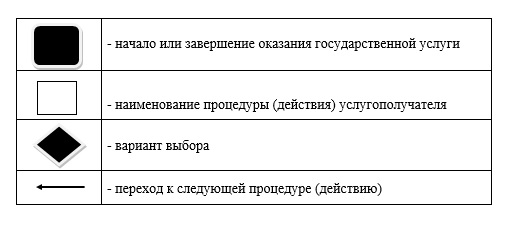 - начало или завершение оказания государственной услуги
- наименование процедуры (действия) услугополучателя
- вариант выбора
- переход к следующей процедуре (действию)